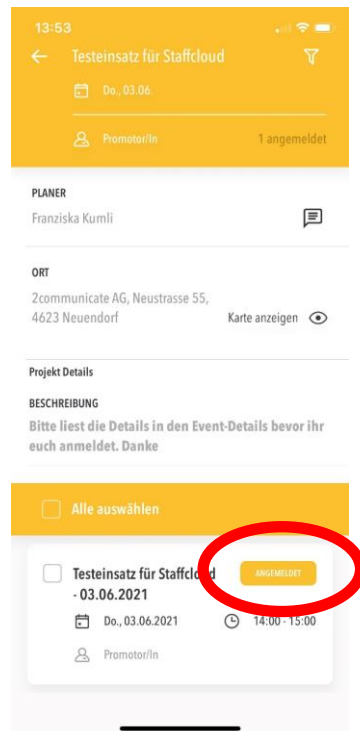 13:53
Testeinsatz für Staffcloud
Do., 03.06.
Promotor/In 1 angemeldet
PLANER
Franziska Kumli
ORT
2communicate AG, Neustrasse 55,
4623 Neuendorf Karte anzeigen
Projekt Details
BESCHREIBUNG
Bitte liest die Details in den Event-Details bevor ihr
euch anmeldet. Danke
Alle auswählen
Testeinsatz für Staffcloud ANGEMELDET
- 03.06.2021
Do., 03.06.2021 14:00 - 15:00
Promotor/In